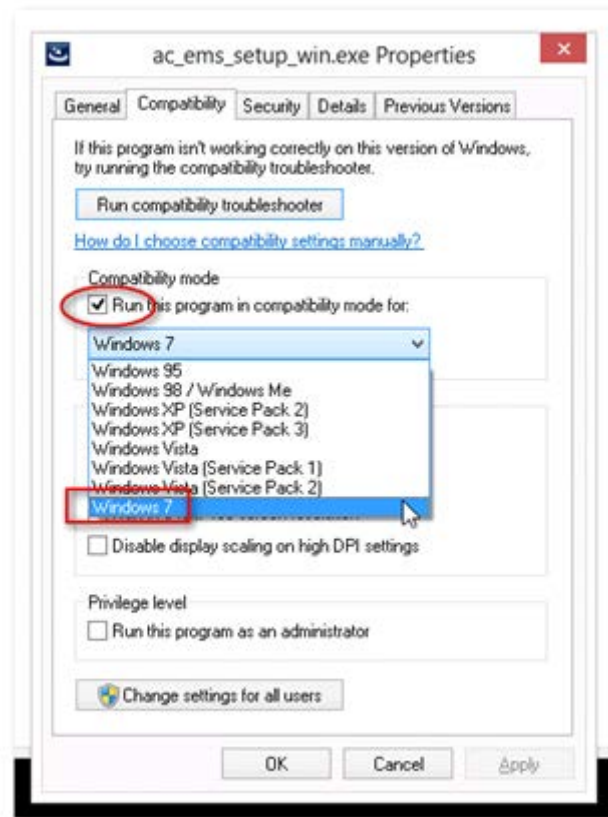 ac_ems_setup_win.exe Properties
General Compatibility Security Details Previous Versions
If this program isn't working correctly on this version of Windows,
try running the compatibility troubleshooter.
Run compatibility troubleshooter
How do I choose compatibility settings manually?
Compatibility mode
Run this program in compatibility mode for:
Windows 7
Windows 95
Windows 98 / Windows Me
Windows XP (Service Pack 2)
Windows XP (Service Pack 3)
Windows Vista
Windows Vista (Service Pack 1)
Windows Vista (Service Pack 2)
Windows 7
Disable display scaling on high DPI settings
Privilege level
Run this program as an administrator
Change settings for all users
OK Cancel Apply